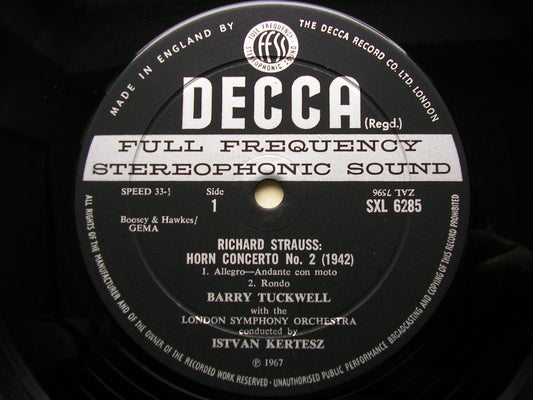 MADE IN ENGLAND BY
THE DECCA RECORD CO, LTD, LONDON
FULL FREQUENCY
FFSS
STEREOPHONIC SOUND
DECCA
(Regd.)
FULL FREQUENCY
STEREOPHONIC SOUND
SPEED 33⅓ Side ZAL 7596
1 SXL 6285
Boosey & Hawkes/
GEMA
RICHARD STRAUSS:
HORN CONCERTO No. 2 (1942)
1. Allegro—Andante con moto
2. Rondo
BARRY TUCKWELL
with the
LONDON SYMPHONY ORCHESTRA
conducted by
ISTVAN KERTESZ
℗ 1967
ALL RIGHTS OF THE MANUFACTURER AND OF THE OWNER OF THE RECORDED WORK RESERVED · UNAUTHORISED PUBLIC PERFORMANCE BROADCASTING AND COPYING OF THIS RECORD PROHIBITED